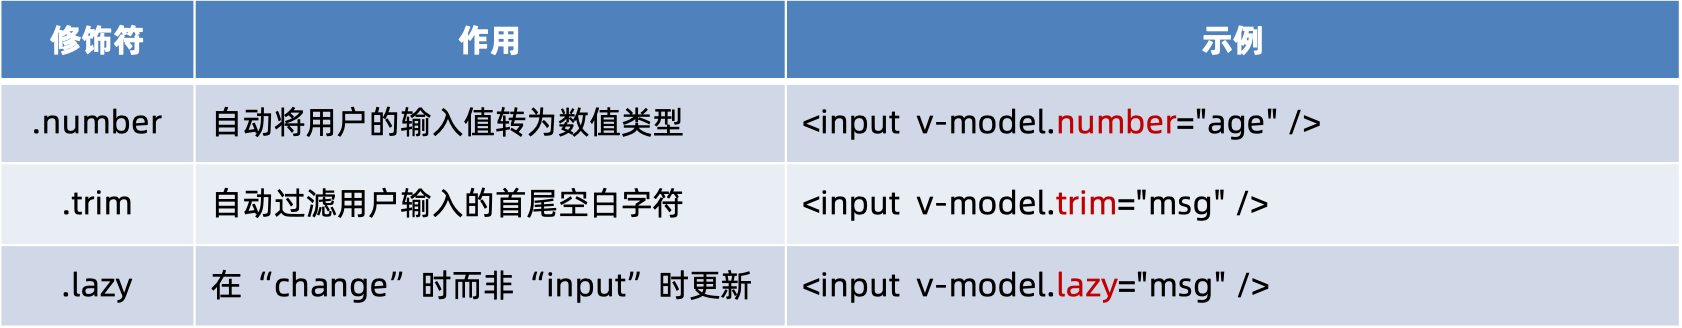 修饰符 作用 示例
.number 自动将用户的输入值转为数值类型 <input v-model.number="age" />
.trim 自动过滤用户输入的首尾空白字符 <input v-model.trim="msg" />
.lazy 在“change”时而非“input”时更新 <input v-model.lazy="msg" />